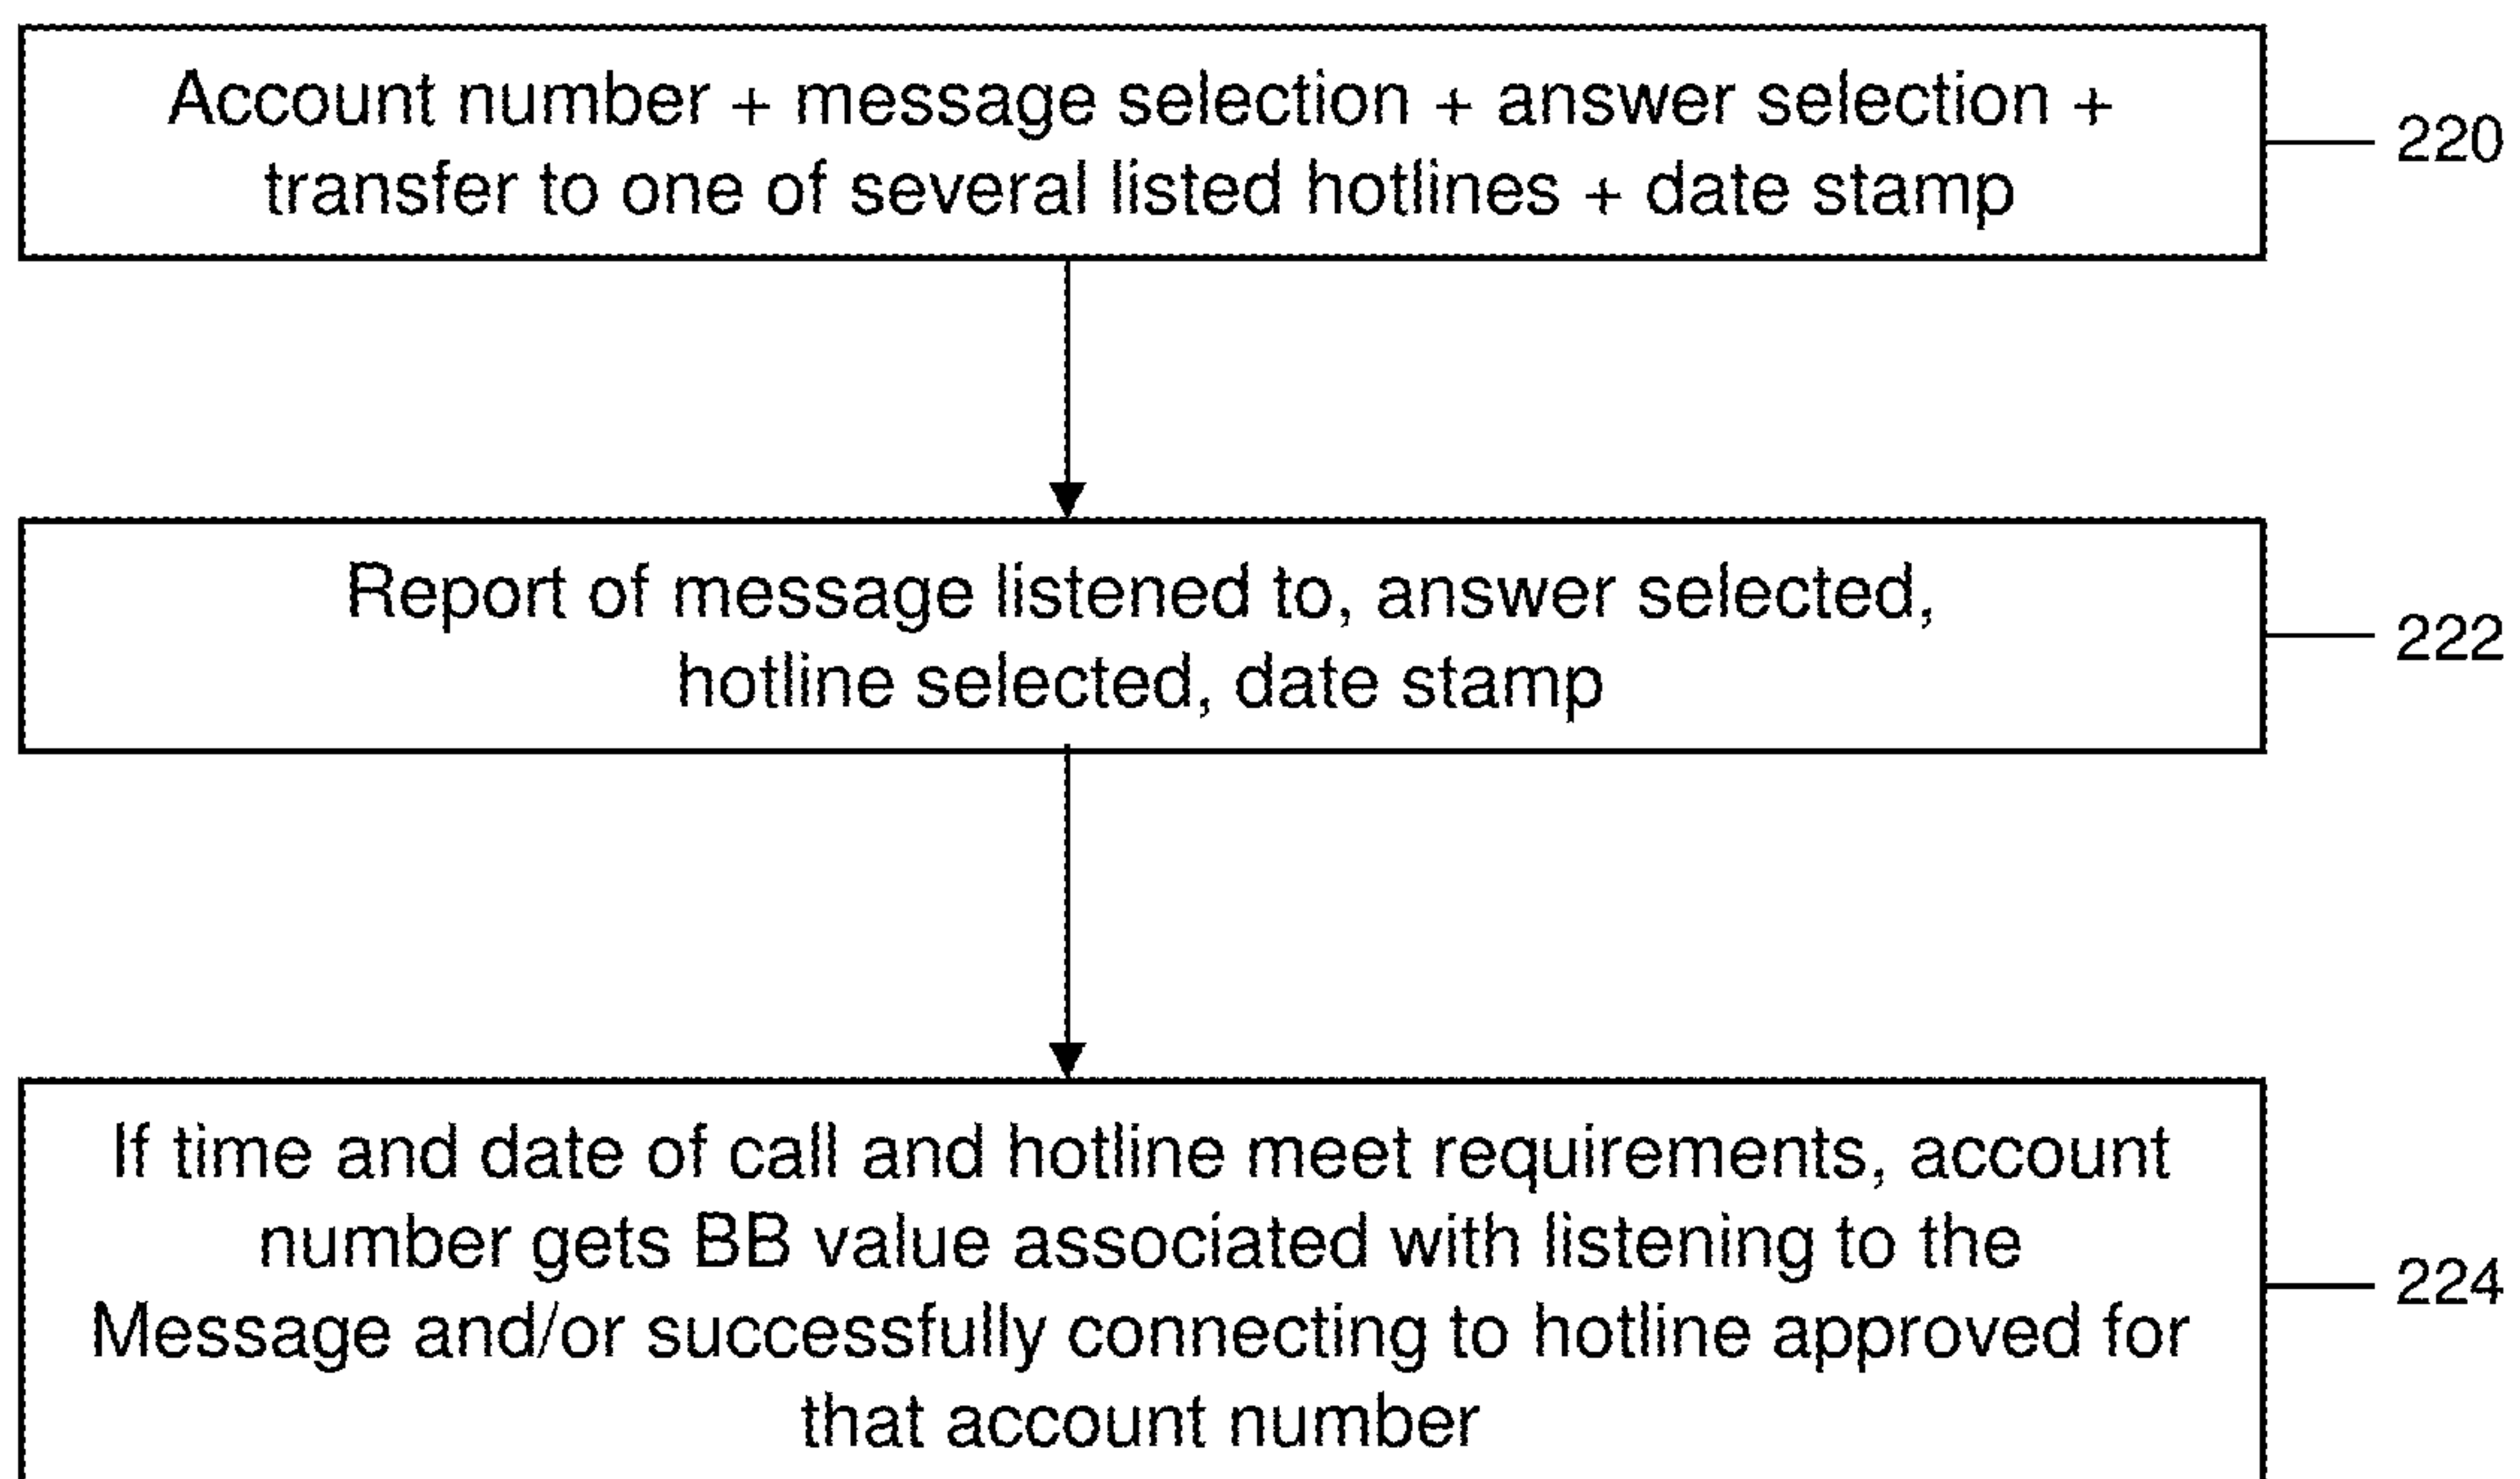 Account number + message selection + answer selection +
transfer to one of several listed hotlines + date stamp
220
Report of message listened to, answer selected,
hotline selected, date stamp
222
If time and date of call and hotline meet requirements, account
number gets BB value associated with listening to the
Message and/or successfully connecting to hotline approved for
that account number
224